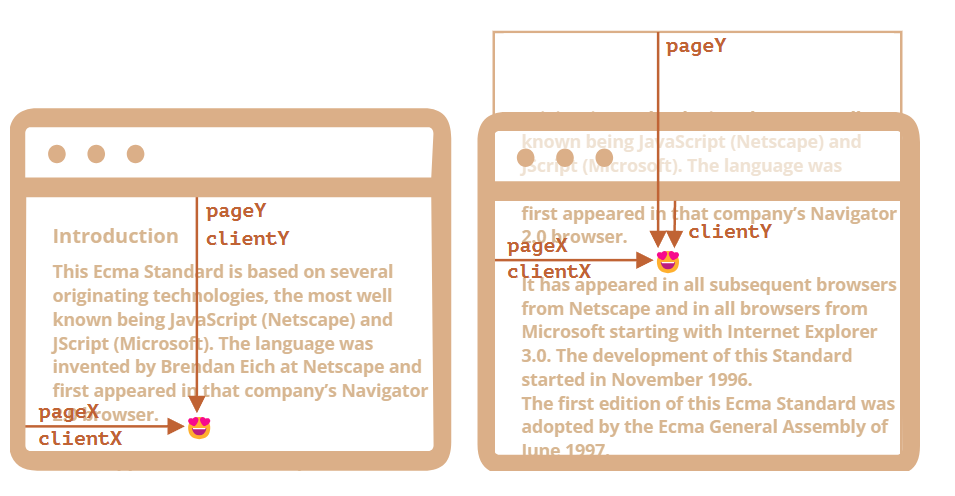 pageY
clientY
Introduction
This Ecma Standard is based on several
originating technologies, the most well
known being JavaScript (Netscape) and
JScript (Microsoft). The language was
invented by Brendan Eich at Netscape and
first appeared in that company’s Navigator
2.0 browser.
pageX
clientX
pageY
known being JavaScript (Netscape) and
JScript (Microsoft). The language was
first appeared in that company’s Navigator
2.0 browser.
clientY
pageX
clientX
It has appeared in all subsequent browsers
from Netscape and in all browsers from
Microsoft starting with Internet Explorer
3.0. The development of this Standard
started in November 1996.
The first edition of this Ecma Standard was
adopted by the Ecma General Assembly of
June 1997.